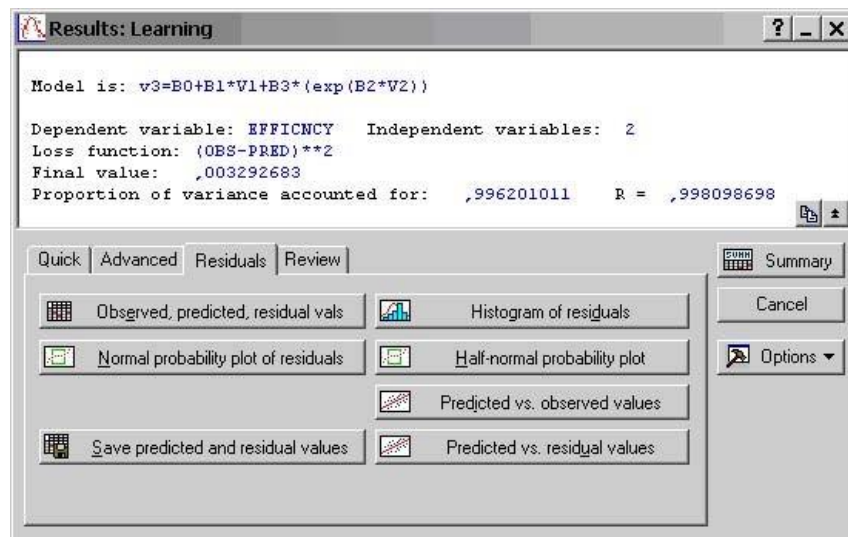 Results: Learning
Model is: v3=B0+B1*V1+B3*(exp(B2*V2))
Dependent variable: EFFICNCY Independent variables: 2
Loss function: (OBS-PRED)**2
Final value: ,003292683
Proportion of variance accounted for: ,996201011 R = ,998098698
Quick Advanced Residuals Review
Summary
Cancel
Options
Observed, predicted, residual vals
Histogram of residuals
Normal probability plot of residuals
Half-normal probability plot
Predicted vs. observed values
Save predicted and residual values
Predicted vs. residual values